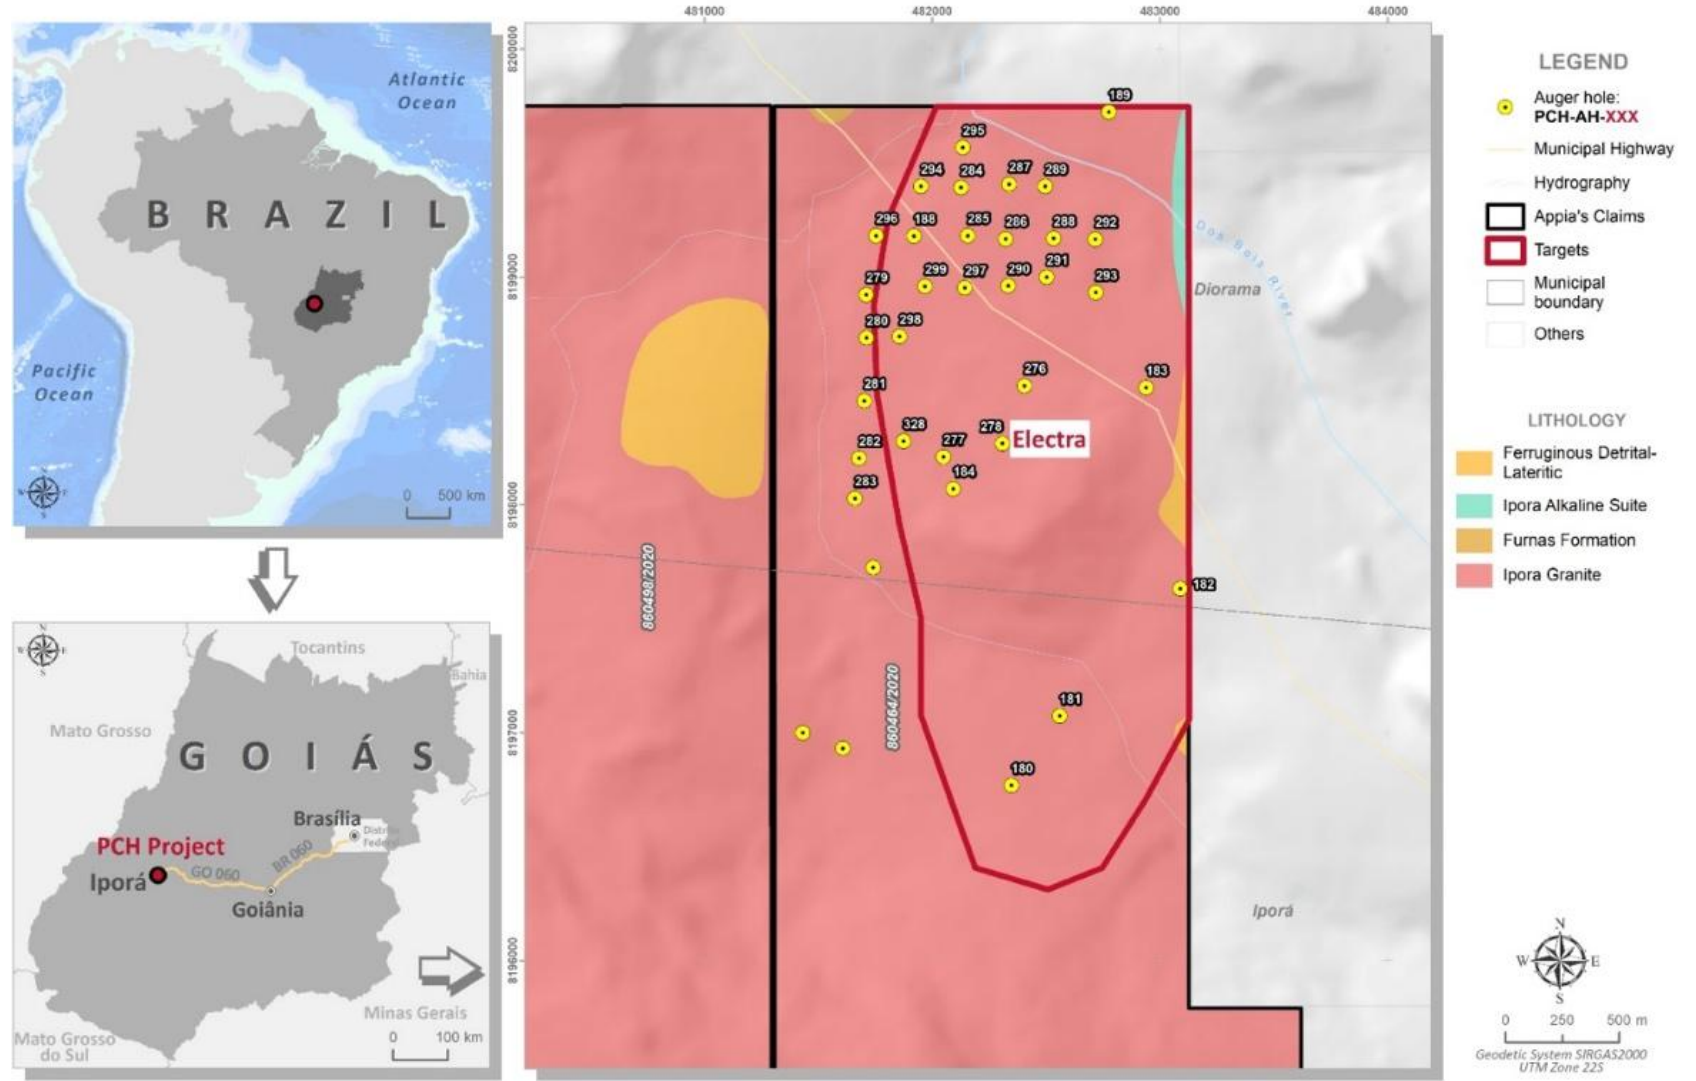 Atlantic
Ocean
B R A Z I L
Pacific
Ocean
N
W E
S
0 500 km
N
W E
S
Tocantins
Bahia
Mato Grosso
G O I Á S
Brasília
Distrito
Federal
PCH Project
Iporá
GO 060
BR 060
Goiânia
Minas Gerais
Mato Grosso
do Sul
0 100 km
481000 482000 483000 484000
8200000
8199000
8198000
8197000
8196000
189
295
294 284 287 289
296 188 285 286 288 292
279 299 297 290 291 293
280 298
281 276 183
282 328 277 278 Electra
283 184
182
181
180
860498/2020
860464/2020
Dos Bois River
Diorama
Iporá
LEGEND
Auger hole:
PCH-AH-XXX
Municipal Highway
Hydrography
Appia's Claims
Targets
Municipal
boundary
Others
LITHOLOGY
Ferruginous Detrital-
Lateritic
Ipora Alkaline Suite
Furnas Formation
Ipora Granite
N
W E
S
0 250 500 m
Geodetic System SIRGAS2000
UTM Zone 22S